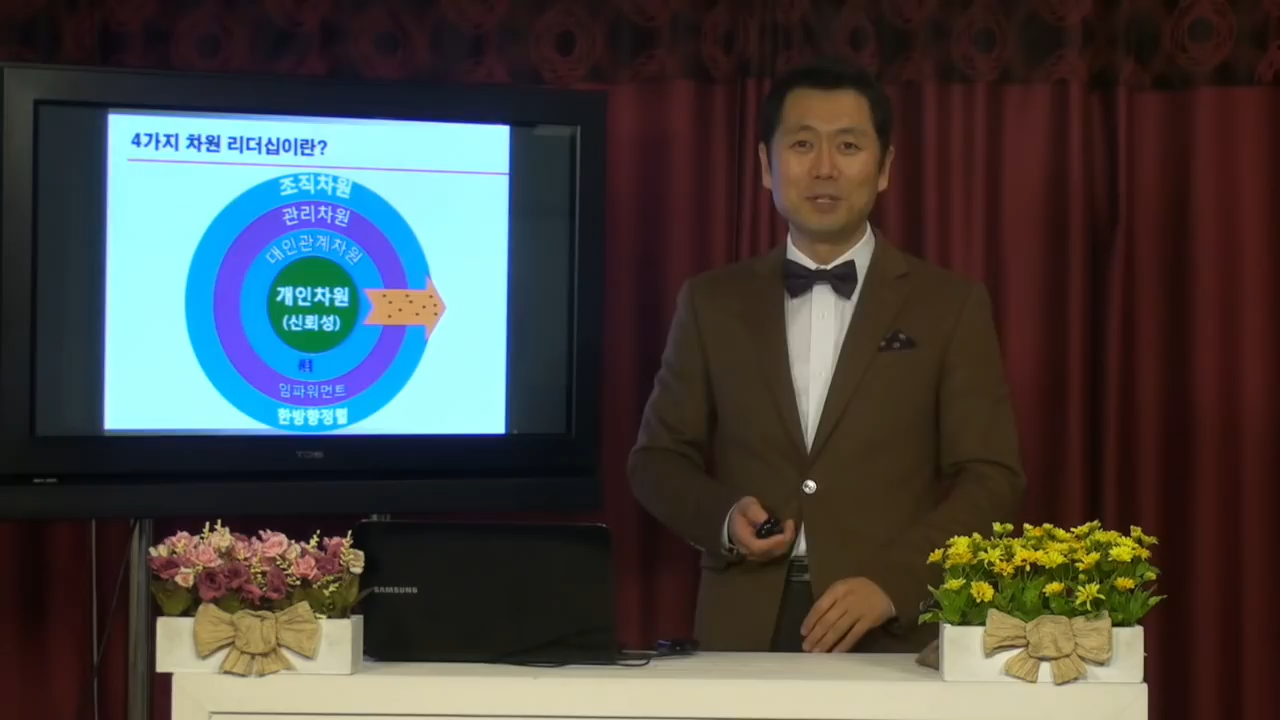 4가지 차원 리더십이란?
조직차원
관리차원
대인관계차원
개인차원
(신뢰성)
임파워먼트
한방향정렬
SAMSUNG